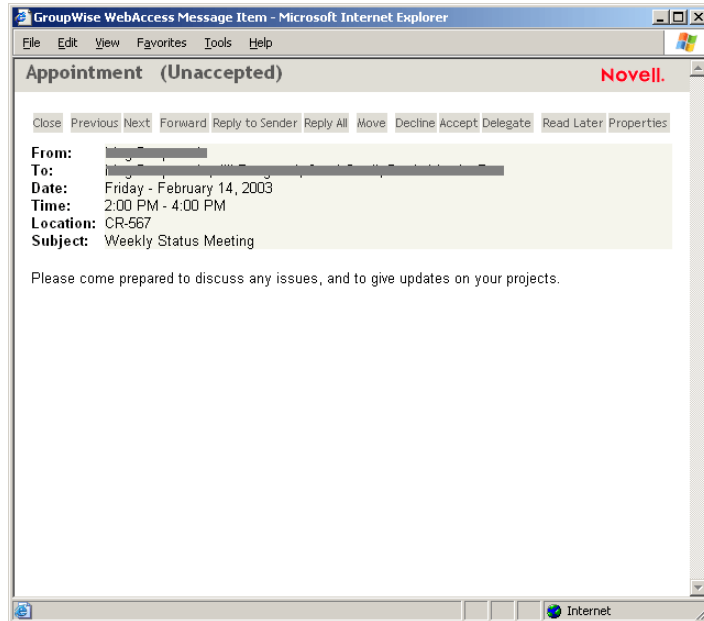 GroupWise WebAccess Message Item - Microsoft Internet Explorer
File Edit View Favorites Tools Help
Appointment (Unaccepted) Novell.
Close Previous Next Forward Reply to Sender Reply All Move Decline Accept Delegate Read Later Properties
From:
To:
Date: Friday - February 14, 2003
Time: 2:00 PM - 4:00 PM
Location: CR-567
Subject: Weekly Status Meeting
Please come prepared to discuss any issues, and to give updates on your projects.
Internet